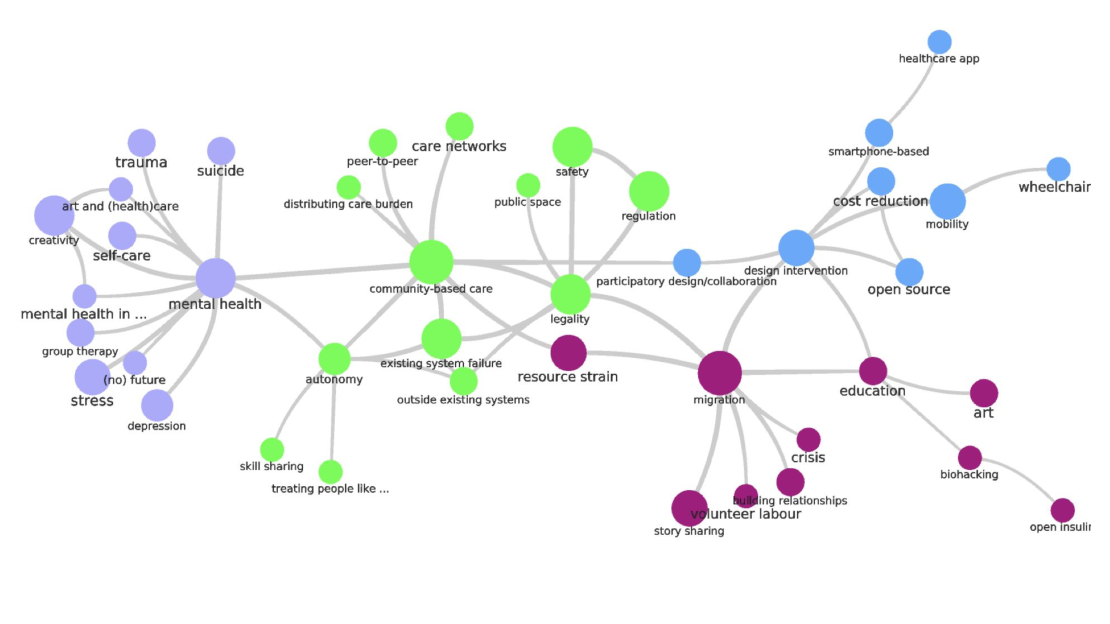 healthcare app
smartphone-based
wheelchair
cost reduction
mobility
design intervention
open source
participatory design/collaboration
care networks
peer-to-peer
distributing care burden
safety
public space
regulation
community-based care
legality
existing system failure
outside existing systems
autonomy
skill sharing
treating people like ...
trauma
suicide
art and (health)care
creativity
self-care
mental health
mental health in ...
group therapy
(no) future
stress
depression
resource strain
migration
education
art
crisis
biohacking
building relationships
volunteer labour
story sharing
open insulin